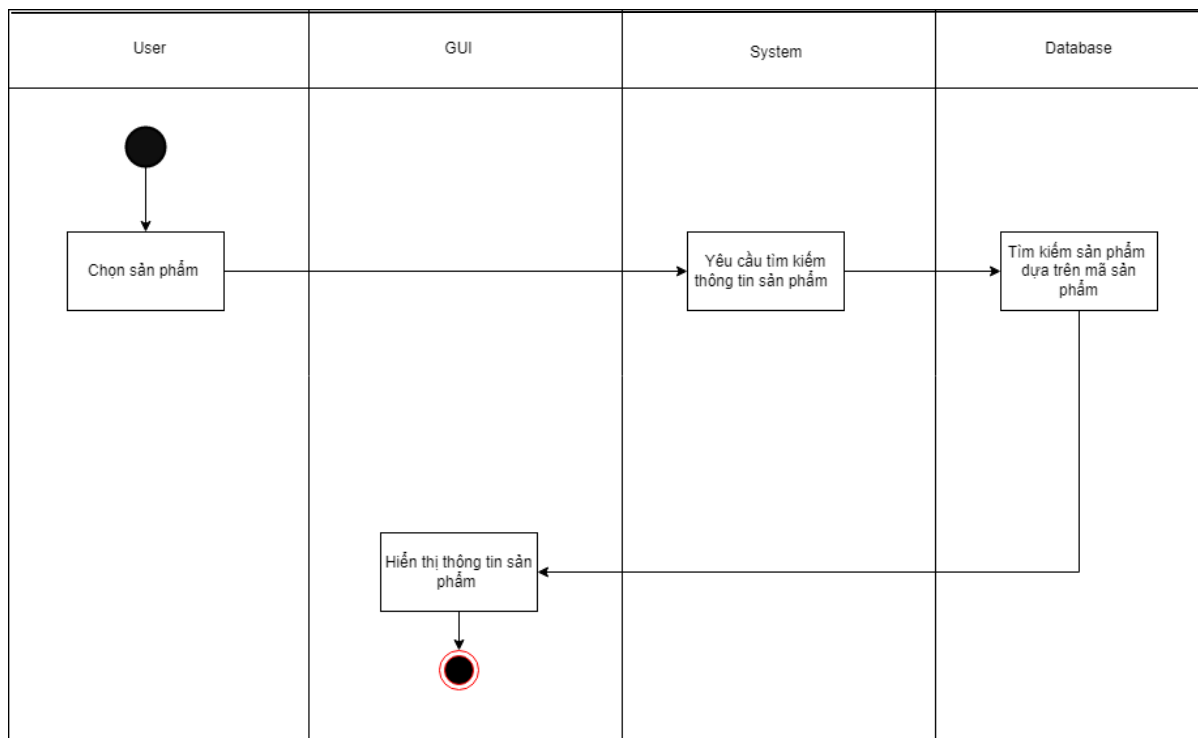 User
GUI
System
Database
Chọn sản phẩm
Yêu cầu tìm kiếm
thông tin sản phẩm
Tìm kiếm sản phẩm
dựa trên mã sản
phẩm
Hiển thị thông tin sản
phẩm